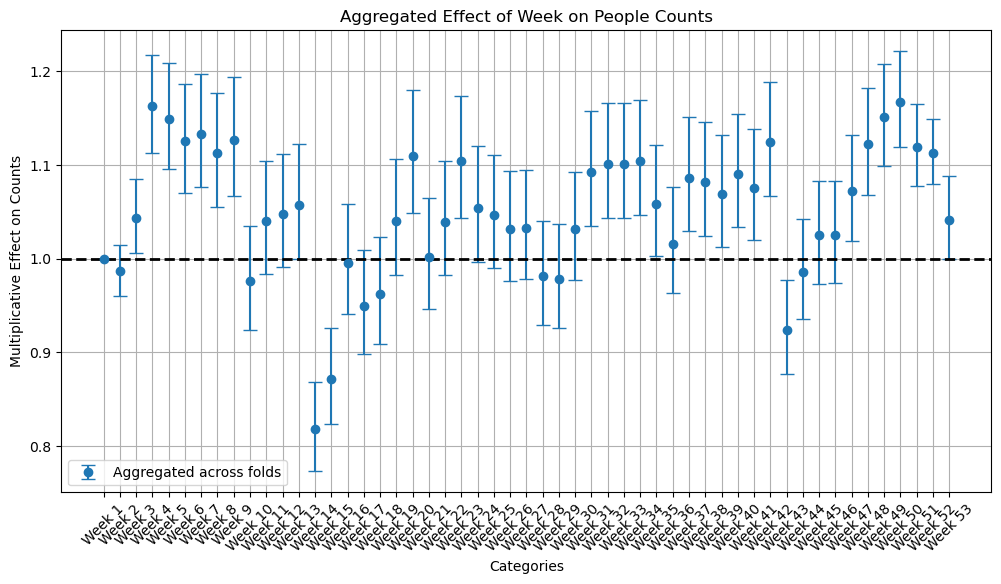 Aggregated Effect of Week on People Counts
Multiplicative Effect on Counts
1.2
1.1
1.0
0.9
0.8
Aggregated across folds
Week 1
Week 2
Week 3
Week 4
Week 5
Week 6
Week 7
Week 8
Week 9
Week 10
Week 11
Week 12
Week 13
Week 14
Week 15
Week 16
Week 17
Week 18
Week 19
Week 20
Week 21
Week 22
Week 23
Week 24
Week 25
Week 26
Week 27
Week 28
Week 29
Week 30
Week 31
Week 32
Week 33
Week 34
Week 35
Week 36
Week 37
Week 38
Week 39
Week 40
Week 41
Week 42
Week 43
Week 44
Week 45
Week 46
Week 47
Week 48
Week 49
Week 50
Week 51
Week 52
Week 53
Categories